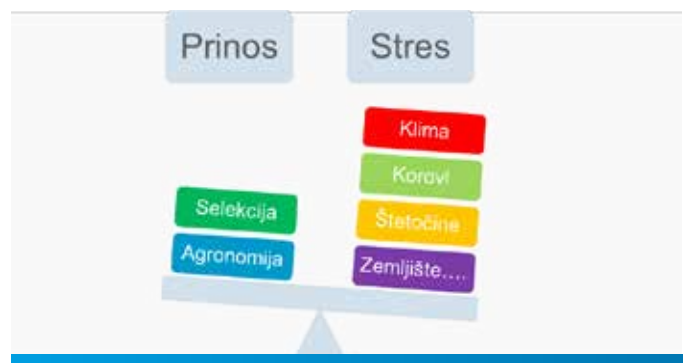 Prinos
Stres
Klima
Korovi
Selekcija
Štetočine
Agronomija
Zemljište....